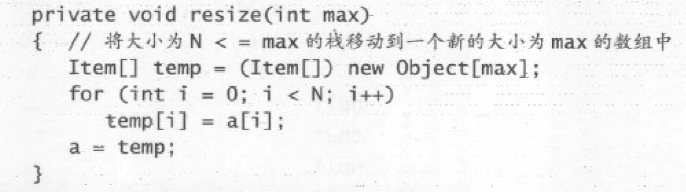 private void resize(int max)
{ // 将大小为 N < = max 的栈移动到一个新的大小为 max 的数组中
Item[] temp = (Item[]) new Object[max];
for (int i = 0; i < N; i++)
temp[i] = a[i];
a = temp;
}